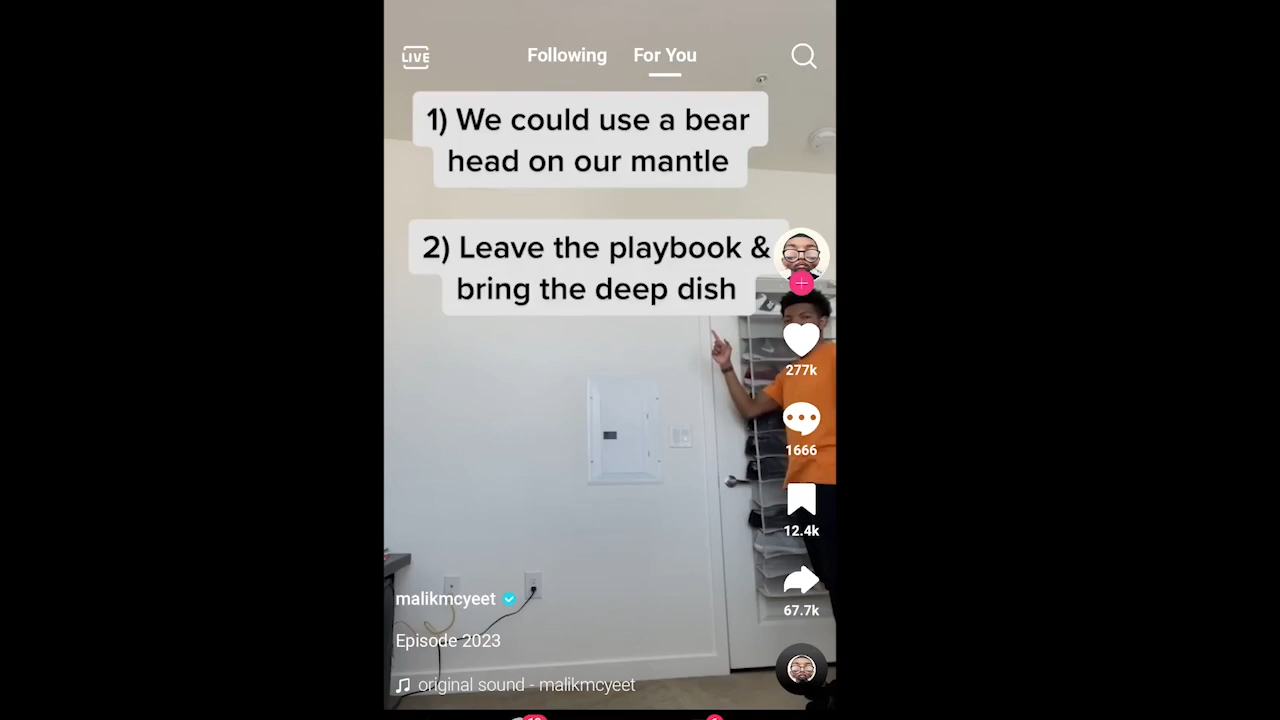 LIVE
Following For You
1) We could use a bear
head on our mantle
2) Leave the playbook &
bring the deep dish
277k
1666
12.4k
67.7k
malikmcyeet
Episode 2023
original sound - malikmcyeet